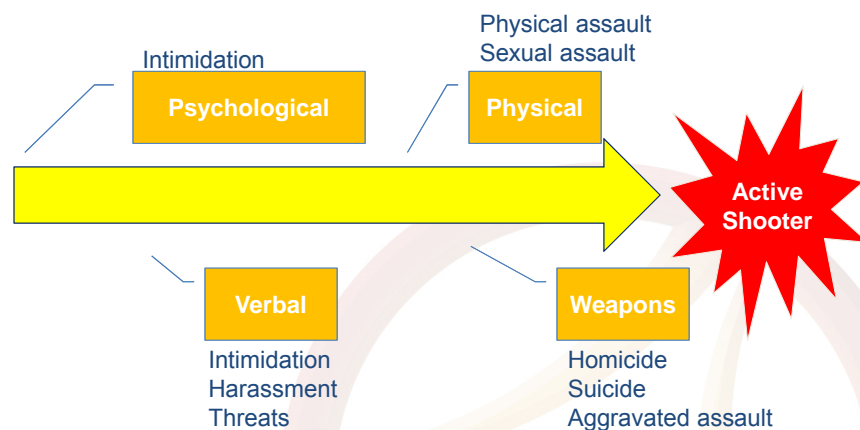 Physical assault
Sexual assault
Intimidation
Psychological
Physical
Active
Shooter
Verbal
Weapons
Intimidation
Harassment
Threats
Homicide
Suicide
Aggravated assault